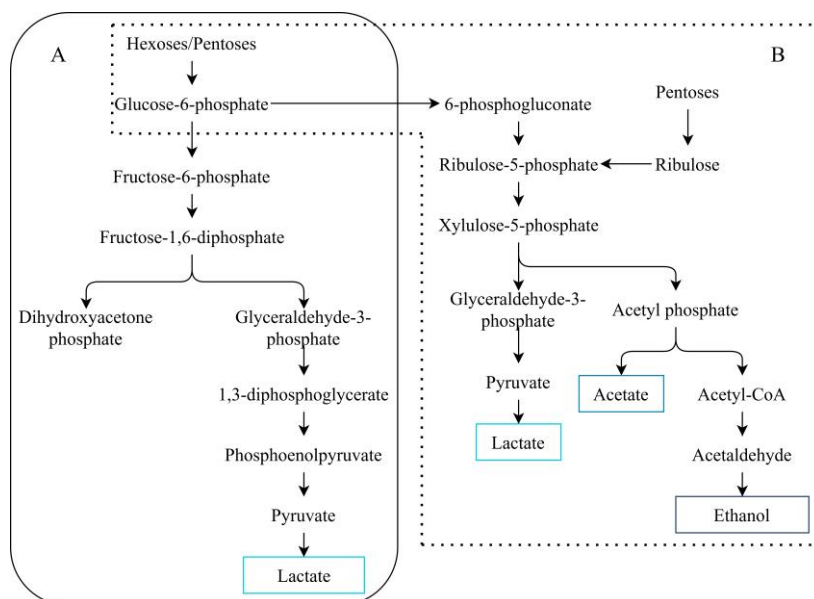 A
Hexoses/Pentoses
Glucose-6-phosphate
Fructose-6-phosphate
Fructose-1,6-diphosphate
Dihydroxyacetone
phosphate
Glyceraldehyde-3-
phosphate
1,3-diphosphoglycerate
Phosphoenolpyruvate
Pyruvate
Lactate
B
6-phosphogluconate
Pentoses
Ribulose-5-phosphate
Ribulose
Xylulose-5-phosphate
Glyceraldehyde-3-
phosphate
Pyruvate
Lactate
Acetyl phosphate
Acetate
Acetyl-CoA
Acetaldehyde
Ethanol